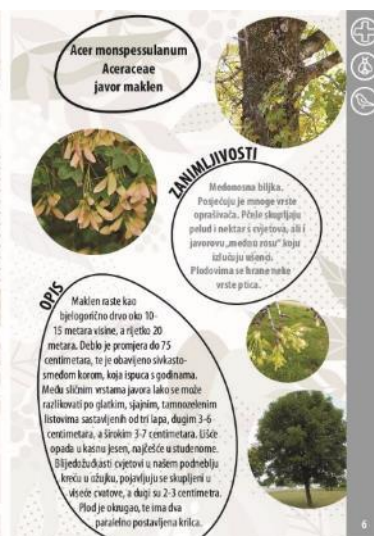 Acer monspessulanum
Aceraceae
javor maklen
ZANIMLJIVOSTI
Medonosna biljka.
Posjećuju je mnoge vrste
oprašivača. Pčele skupljaju
pelud i nektar s cvjetova, ali i
javorovu „mednu rosu“ koju
izlučuju ušenci.
Plodovima se hrane neke
vrste ptica.
OPIS
Maklen raste kao
bjelogorično drvo oko 10-
15 metara visine, a rijetko 20
metara. Deblo je promjera do 75
centimetara, te je obavijeno sivkasto-
smeđom korom, koja ispuca s godinama.
Među sličnim vrstama javora lako se može
razlikovati po glatkim, sjajnim, tamnozelenim
listovima sastavljenih od tri lapa, dugim 3-6
centimetara, a širokim 3-7 centimetara. Lišće
opada u kasnu jesen, najčešće u studenome.
Blijedožućkasti cvjetovi u našem podneblju
kreću u ožujku, pojavljuju se skupljeni u
viseće cvatove, a dugi su 2-3 centimetra.
Plod je okrugao, te ima dva
paralelno postavljena krilca.
6